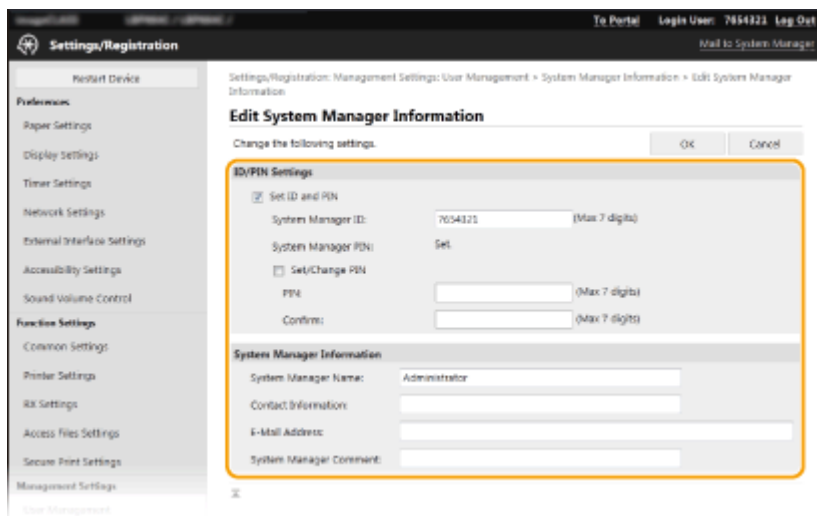 To Portal Login User: 7654321 Log Out
Settings/Registration
Mail to System Manager
Restart Device
Preferences
Paper Settings
Display Settings
Timer Settings
Network Settings
External Interface Settings
Accessibility Settings
Sound Volume Control
Function Settings
Common Settings
Printer Settings
RX Settings
Access Files Settings
Secure Print Settings
Management Settings
User Management
Settings/Registration: Management Settings: User Management > System Manager Information > Edit System Manager
Information
Edit System Manager Information
Change the following settings.
OK Cancel
ID/PIN Settings
Set ID and PIN
System Manager ID: 7654321 (Max 7 digits)
System Manager PIN: Set.
Set/Change PIN
PIN: (Max 7 digits)
Confirm: (Max 7 digits)
System Manager Information
System Manager Name: Administrator
Contact Information:
E-Mail Address:
System Manager Comment: